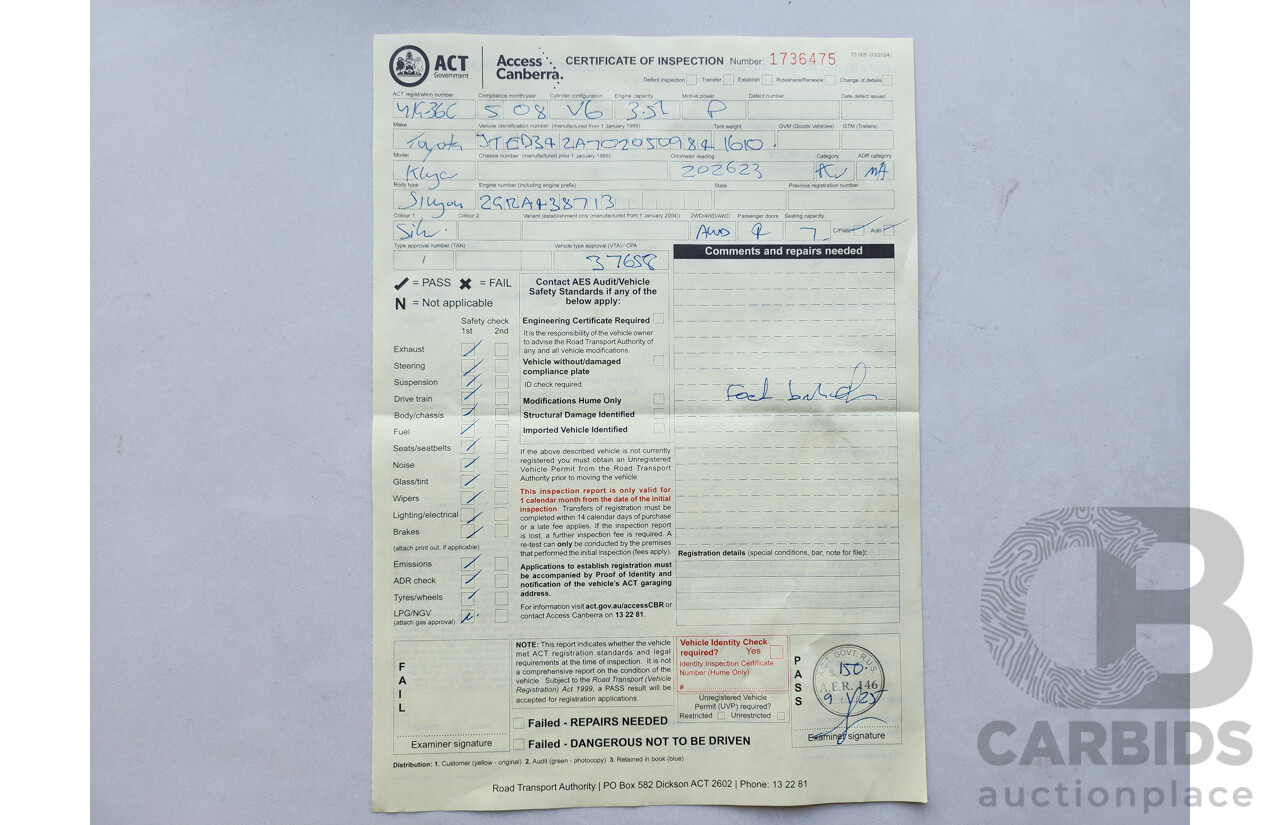 ACT Government
Access Canberra.
CERTIFICATE OF INSPECTION Number: 1736475
70.005 (03/2024)
Defect inspection Transfer Establish Rideshare/Renewal Change of details
ACT registration number Compliance month/year Cylinder configuration Engine capacity Motive power Defect number Date defect issued
5 08 V6 3.5L P
Make Vehicle identification number (manufactured from 1 January 1989) Tare weight GVM (Goods Vehicles) GTM (Trailers)
Toyota 1610
Model Chassis number (manufactured prior 1 January 1989) Odometer reading Category ADR category
202623 MA
Body type Engine number (including engine prefix) State Previous registration number
2GRA438713
Colour 1 Colour 2 Variant (establishment only (manufactured from 1 January 2004)) 2WD/4WD/AWD Passenger doors Seating capacity
AWD 7 C/Plate Auto
Type approval number (TAN) Vehicle type approval (VTA) / CPA
/ 37658
= PASS = FAIL
N = Not applicable
Safety check
1st 2nd
Exhaust
Steering
Suspension
Drive train
Body/chassis
Fuel
Seats/seatbelts
Noise
Glass/tint
Wipers
Lighting/electrical
Brakes
(attach print out, if applicable)
Emissions
ADR check
Tyres/wheels
LPG/NGV
(attach gas approval)
Contact AES Audit/Vehicle
Safety Standards if any of the
below apply:
Engineering Certificate Required
It is the responsibility of the vehicle owner
to advise the Road Transport Authority of
any and all vehicle modifications.
Vehicle without/damaged
compliance plate
ID check required.
Modifications Hume Only
Structural Damage Identified
Imported Vehicle Identified
If the above described vehicle is not currently
registered you must obtain an Unregistered
Vehicle Permit from the Road Transport
Authority prior to moving the vehicle.
This inspection report is only valid for
1 calendar month from the date of the initial
inspection. Transfers of registration must be
completed within 14 calendar days of purchase
or a late fee applies. If the inspection report
is lost, a further inspection fee is required. A
re-test can only be conducted by the premises
that performed the initial inspection (fees apply).
Applications to establish registration must
be accompanied by Proof of Identity and
notification of the vehicle's ACT garaging
address.
For information visit act.gov.au/accessCBR or
contact Access Canberra on 13 22 81.
Comments and repairs needed
Registration details (special conditions, bar, note for file):
FAIL
Examiner signature
NOTE: This report indicates whether the vehicle
met ACT registration standards and legal
requirements at the time of inspection. It is not
a comprehensive report on the condition of the
vehicle. Subject to the Road Transport (Vehicle
Registration) Act 1999, a PASS result will be
accepted for registration applications.
Failed - REPAIRS NEEDED
Failed - DANGEROUS NOT TO BE DRIVEN
Vehicle Identity Check
required? Yes
Identity Inspection Certificate
Number (Hume Only)
#
Unregistered Vehicle
Permit (UVP) required?
Restricted Unrestricted
PASS
150
A.E.R. 146
Examiner signature
Distribution: 1. Customer (yellow - original) 2. Audit (green - photocopy) 3. Retained in book (blue)
Road Transport Authority | PO Box 582 Dickson ACT 2602 | Phone: 13 22 81
CARBIDS
auctionplace